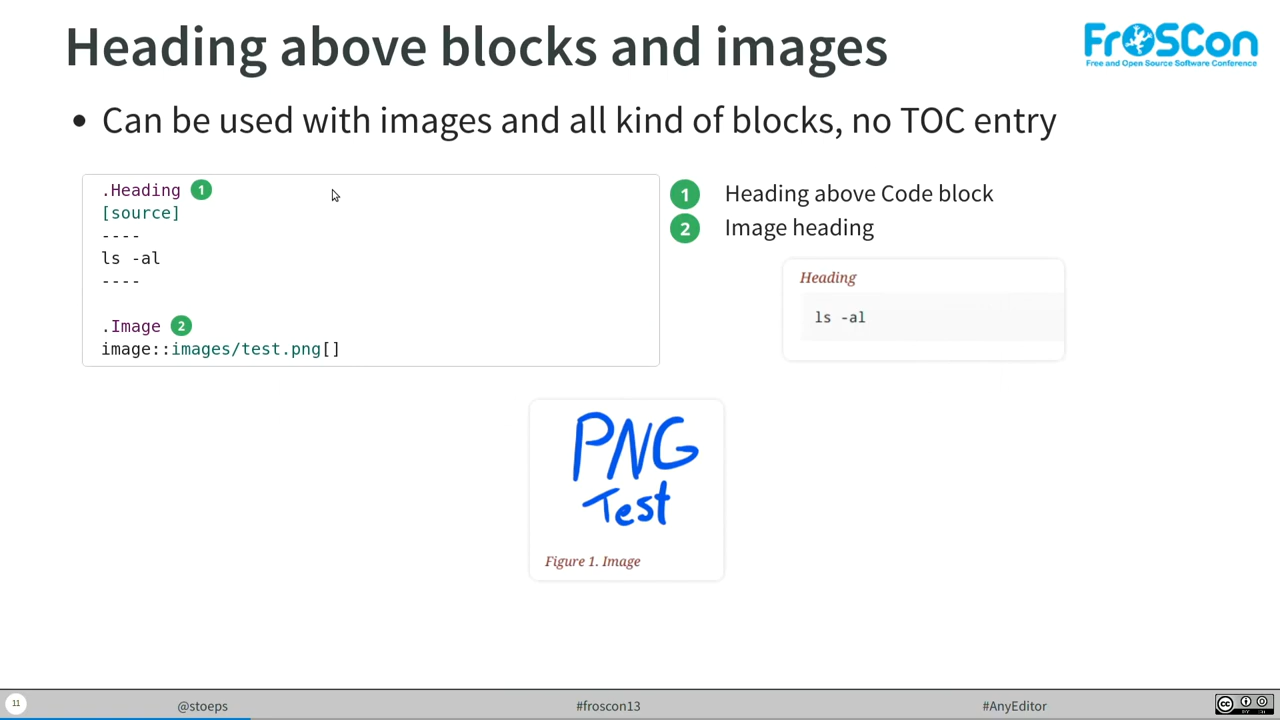 Heading above blocks and images
FrOSCon
Free and Open Source Software Conference
• Can be used with images and all kind of blocks, no TOC entry
.Heading 1
[source]
----
ls -al
----
.Image 2
image::images/test.png[]
1 Heading above Code block
2 Image heading
Heading
ls -al
PNG
Test
Figure 1. Image
11
@stoeps
#froscon13
#AnyEditor